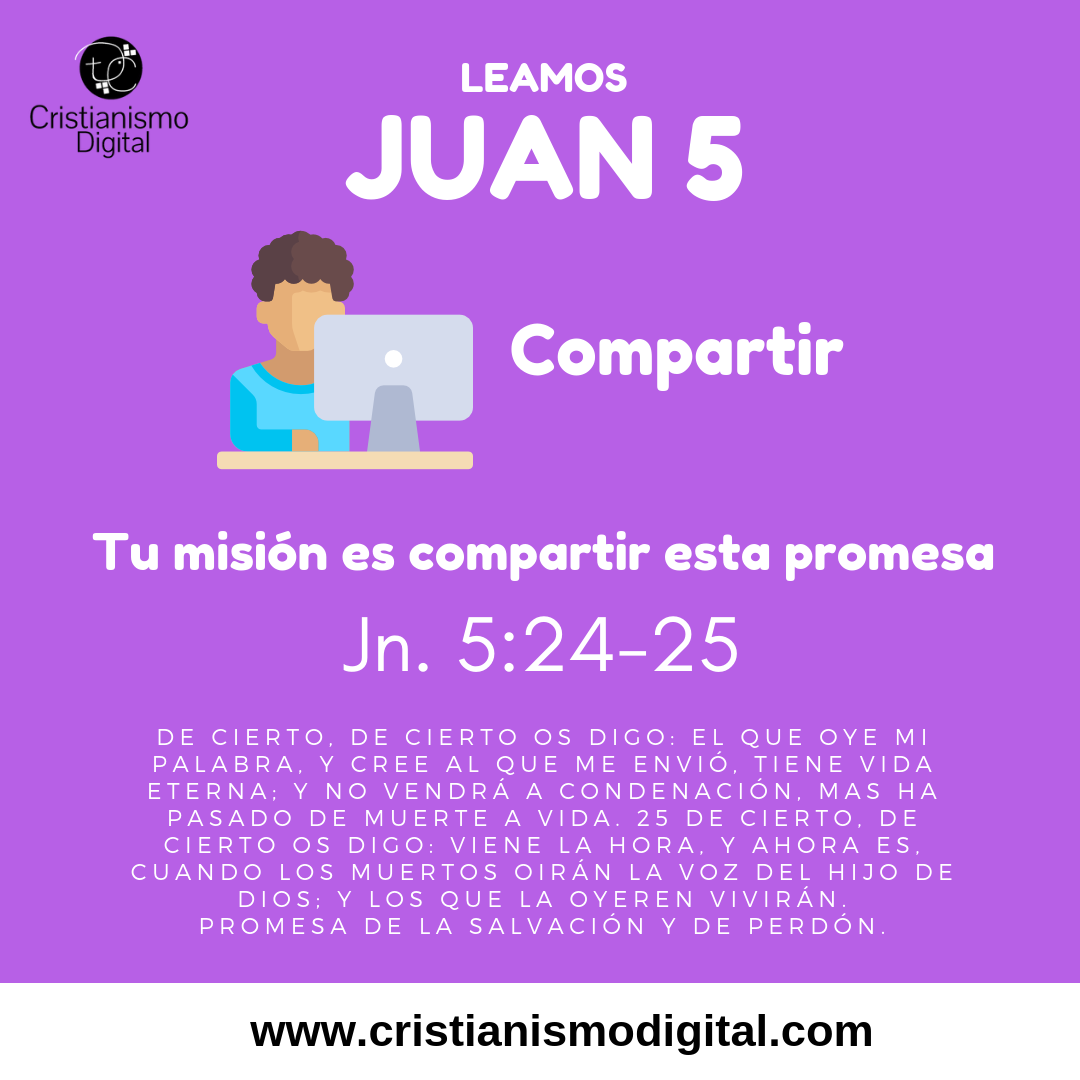 Cristianismo
Digital
LEAMOS
JUAN 5
Compartir
Tu misión es compartir esta promesa
Jn. 5:24-25
DE CIERTO, DE CIERTO OS DIGO: EL QUE OYE MI
PALABRA, Y CREE AL QUE ME ENVIÓ, TIENE VIDA
ETERNA; Y NO VENDRÁ A CONDENACIÓN, MAS HA
PASADO DE MUERTE A VIDA. 25 DE CIERTO, DE
CIERTO OS DIGO: VIENE LA HORA, Y AHORA ES,
CUANDO LOS MUERTOS OIRÁN LA VOZ DEL HIJO DE
DIOS; Y LOS QUE LA OYEREN VIVIRÁN.
PROMESA DE LA SALVACIÓN Y DE PERDÓN.
www.cristianismodigital.com